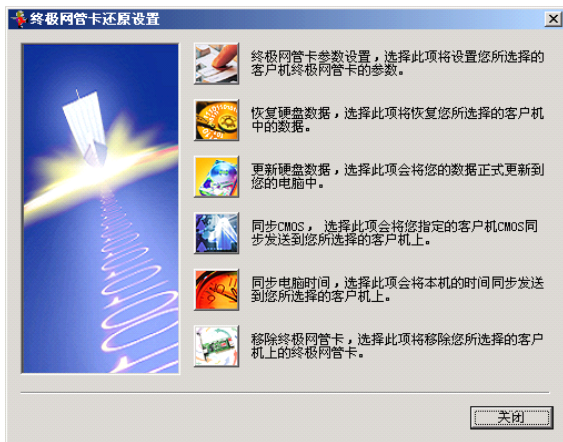 终极网管卡还原设置
终极网管卡参数设置，选择此项将设置您所选择的
客户机终极网管卡的参数。
恢复硬盘数据，选择此项将恢复您所选择的客户机
中的数据。
更新硬盘数据，选择此项会将您的数据正式更新到
您的电脑中。
同步CMOS， 选择此项会将您指定的客户机CMOS同
步发送到您所选择的客户机上。
同步电脑时间，选择此项会将本机的时间同步发送
到您所选择的客户机上。
移除终极网管卡，选择此项将移除您所选择的客户
机上的终极网管卡。
关闭